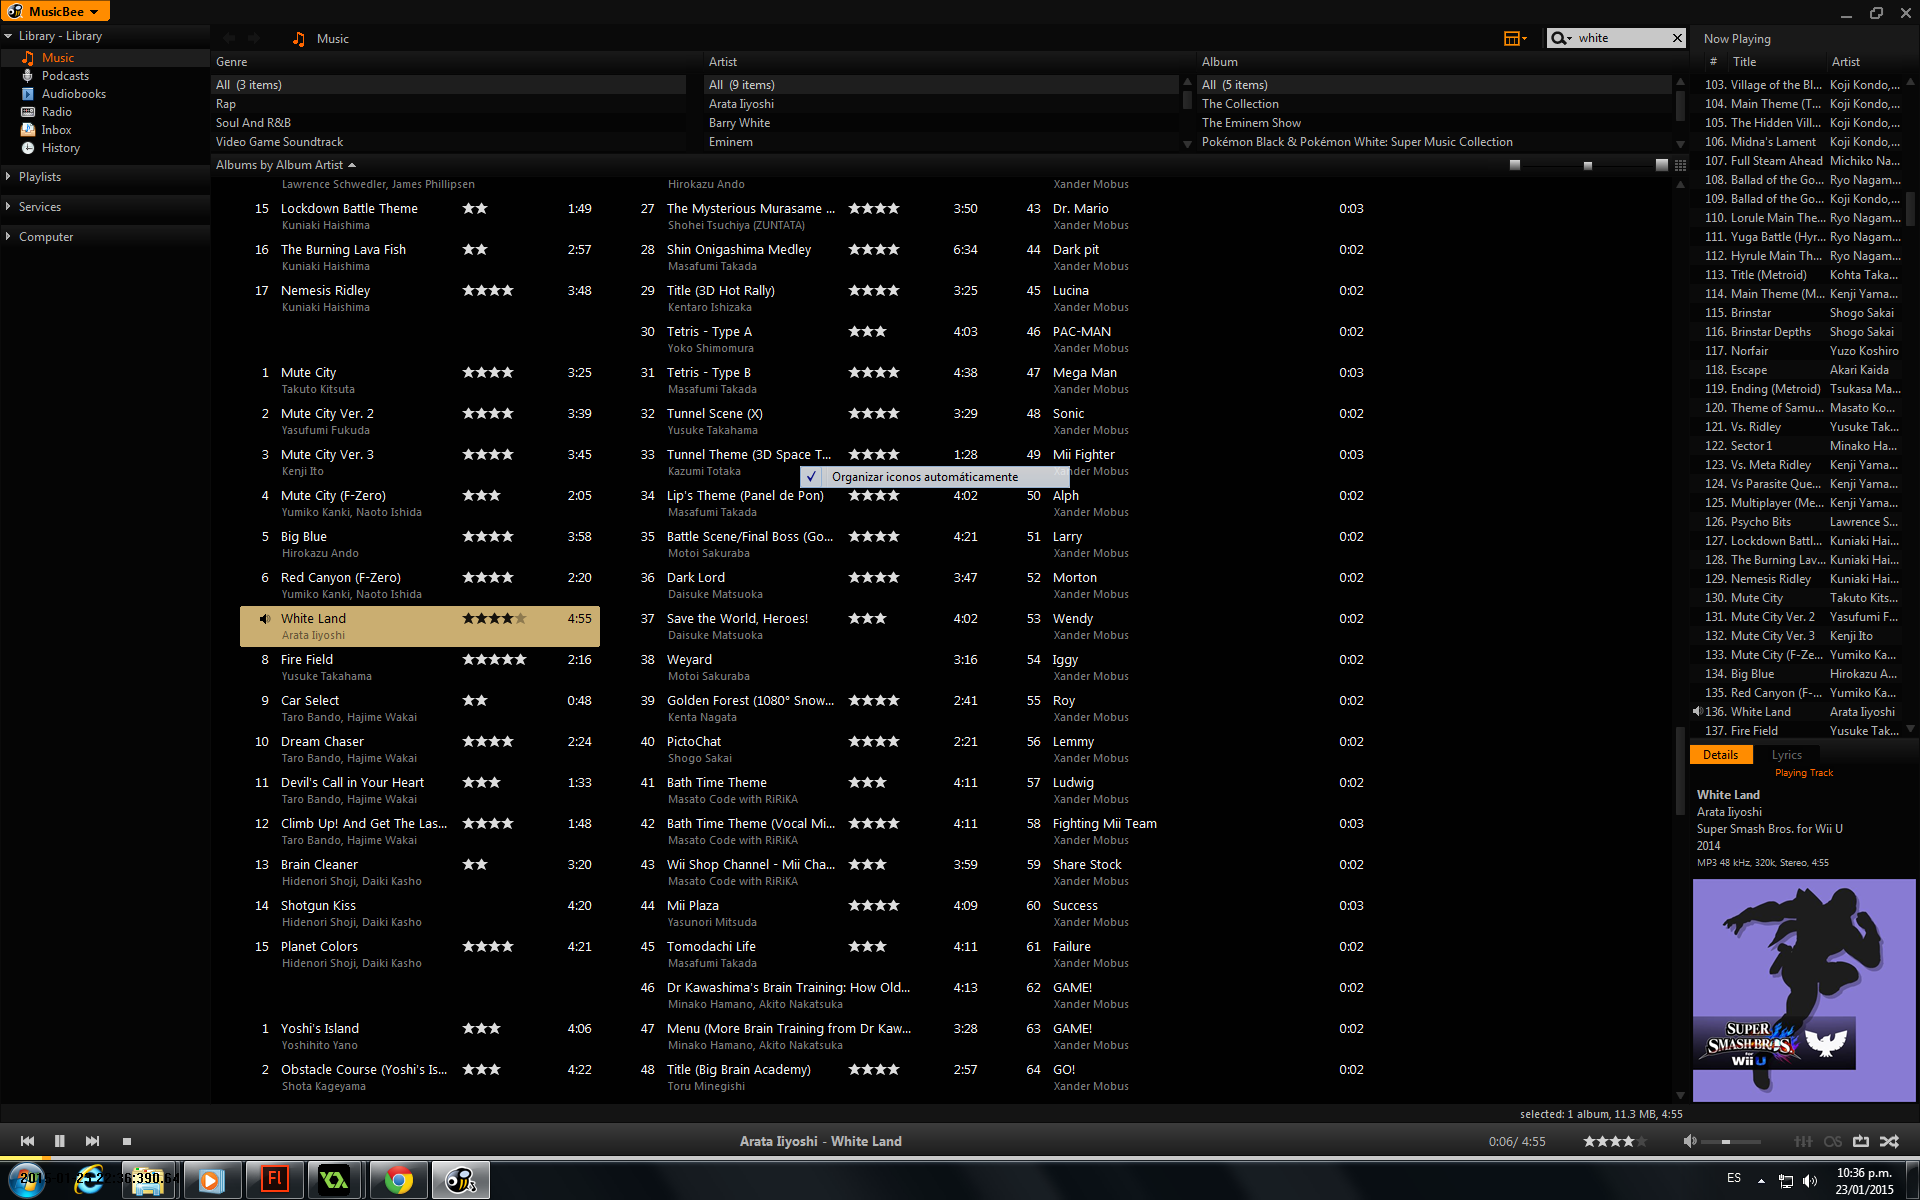 MusicBee
Library - Library
Music
Podcasts
Audiobooks
Radio
Inbox
History
Playlists
Services
Computer
Music
white
Genre
All (3 items)
Rap
Soul And R&B
Video Game Soundtrack
Artist
All (9 items)
Arata Iiyoshi
Barry White
Eminem
Album
All (5 items)
The Collection
The Eminem Show
Pokémon Black & Pokémon White: Super Music Collection
Albums by Album Artist
Lawrence Schwedler, James Phillipsen
15 Lockdown Battle Theme 1:49
Kuniaki Haishima
16 The Burning Lava Fish 2:57
Kuniaki Haishima
17 Nemesis Ridley 3:48
Kuniaki Haishima
1 Mute City 3:25
Takuto Kitsuta
2 Mute City Ver. 2 3:39
Yasufumi Fukuda
3 Mute City Ver. 3 3:45
Kenji Ito
4 Mute City (F-Zero) 2:05
Yumiko Kanki, Naoto Ishida
5 Big Blue 3:58
Hirokazu Ando
6 Red Canyon (F-Zero) 2:20
Yumiko Kanki, Naoto Ishida
White Land 4:55
Arata Iiyoshi
8 Fire Field 2:16
Yusuke Takahama
9 Car Select 0:48
Taro Bando, Hajime Wakai
10 Dream Chaser 2:24
Taro Bando, Hajime Wakai
11 Devil's Call in Your Heart 1:33
Taro Bando, Hajime Wakai
12 Climb Up! And Get The Las... 1:48
Taro Bando, Hajime Wakai
13 Brain Cleaner 3:20
Hidenori Shoji, Daiki Kasho
14 Shotgun Kiss 4:20
Hidenori Shoji, Daiki Kasho
15 Planet Colors 4:21
Hidenori Shoji, Daiki Kasho
1 Yoshi's Island 4:06
Yoshihito Yano
2 Obstacle Course (Yoshi's Is... 4:22
Shota Kageyama
Hirokazu Ando
27 The Mysterious Murasame ... 3:50
Shohei Tsuchiya (ZUNTATA)
28 Shin Onigashima Medley 6:34
Masafumi Takada
29 Title (3D Hot Rally) 3:25
Kentaro Ishizaka
30 Tetris - Type A 4:03
Yoko Shimomura
31 Tetris - Type B 4:38
Masafumi Takada
32 Tunnel Scene (X) 3:29
Yusuke Takahama
33 Tunnel Theme (3D Space T... 1:28
Kazumi Totaka
Organizar iconos automáticamente
34 Lip's Theme (Panel de Pon) 4:02
Masafumi Takada
35 Battle Scene/Final Boss (Go... 4:21
Motoi Sakuraba
36 Dark Lord 3:47
Daisuke Matsuoka
37 Save the World, Heroes! 4:02
Daisuke Matsuoka
38 Weyard 3:16
Motoi Sakuraba
39 Golden Forest (1080° Snow... 2:41
Kenta Nagata
40 PictoChat 2:21
Shogo Sakai
41 Bath Time Theme 4:11
Masato Code with RiRiKA
42 Bath Time Theme (Vocal Mi... 4:11
Masato Code with RiRiKA
43 Wii Shop Channel - Mii Cha... 3:59
Masato Code with RiRiKA
44 Mii Plaza 4:09
Yasunori Mitsuda
45 Tomodachi Life 4:11
Masafumi Takada
46 Dr Kawashima's Brain Training: How Old... 4:13
Minako Hamano, Akito Nakatsuka
47 Menu (More Brain Training from Dr Kaw... 3:28
Minako Hamano, Akito Nakatsuka
48 Title (Big Brain Academy) 2:57
Toru Minegishi
Xander Mobus
43 Dr. Mario 0:03
Xander Mobus
44 Dark pit 0:02
Xander Mobus
45 Lucina 0:02
Xander Mobus
46 PAC-MAN 0:02
Xander Mobus
47 Mega Man 0:03
Xander Mobus
48 Sonic 0:02
Xander Mobus
49 Mii Fighter 0:03
Xander Mobus
50 Alph 0:02
Xander Mobus
51 Larry 0:02
Xander Mobus
52 Morton 0:02
Xander Mobus
53 Wendy 0:02
Xander Mobus
54 Iggy 0:02
Xander Mobus
55 Roy 0:02
Xander Mobus
56 Lemmy 0:02
Xander Mobus
57 Ludwig 0:02
Xander Mobus
58 Fighting Mii Team 0:03
Xander Mobus
59 Share Stock 0:02
Xander Mobus
60 Success 0:03
Xander Mobus
61 Failure 0:02
Xander Mobus
62 GAME! 0:02
Xander Mobus
63 GAME! 0:02
Xander Mobus
64 GO! 0:02
Xander Mobus
Now Playing
# Title Artist
103. Village of the Bl... Koji Kondo,...
104. Main Theme (T... Koji Kondo,...
105. The Hidden Vill... Koji Kondo,...
106. Midna's Lament Koji Kondo,...
107. Full Steam Ahead Michiko Na...
108. Ballad of the Go... Ryo Nagam...
109. Ballad of the Go... Koji Kondo,...
110. Lorule Main The... Ryo Nagam...
111. Yuga Battle (Hyr... Ryo Nagam...
112. Hyrule Main Th... Ryo Nagam...
113. Title (Metroid) Kohta Taka...
114. Main Theme (M... Kenji Yama...
115. Brinstar Shogo Sakai
116. Brinstar Depths Shogo Sakai
117. Norfair Yuzo Koshiro
118. Escape Akari Kaida
119. Ending (Metroid) Tsukasa Ma...
120. Theme of Samu... Masato Ko...
121. Vs. Ridley Yusuke Tak...
122. Sector 1 Minako Ha...
123. Vs. Meta Ridley Kenji Yama...
124. Vs Parasite Que... Kenji Yama...
125. Multiplayer (Me... Kenji Yama...
126. Psycho Bits Lawrence S...
127. Lockdown Battl... Kuniaki Hai...
128. The Burning Lav... Kuniaki Hai...
129. Nemesis Ridley Kuniaki Hai...
130. Mute City Takuto Kits...
131. Mute City Ver. 2 Yasufumi F...
132. Mute City Ver. 3 Kenji Ito
133. Mute City (F-Ze... Yumiko Ka...
134. Big Blue Hirokazu A...
135. Red Canyon (F-... Yumiko Ka...
136. White Land Arata Iiyoshi
137. Fire Field Yusuke Tak...
Details Lyrics
Playing Track
White Land
Arata Iiyoshi
Super Smash Bros. for Wii U
2014
MP3 48 kHz, 320k, Stereo, 4:55
SUPER
SMASH BROS.
for
Wii U
selected: 1 album, 11.3 MB, 4:55
Arata Iiyoshi - White Land
0:06/ 4:55
Fl
ES
10:36 p.m.
23/01/2015